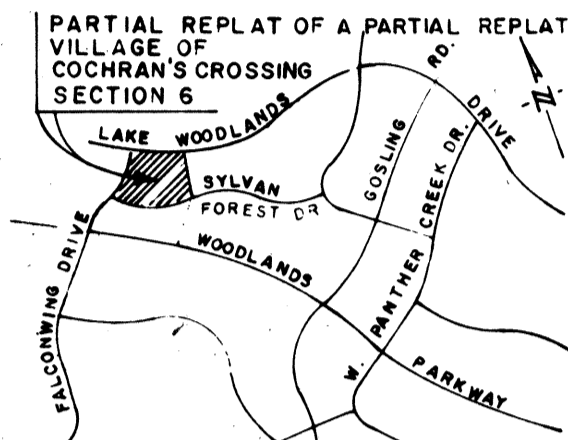 PARTIAL REPLAT OF A PARTIAL REPLAT
VILLAGE OF
COCHRAN'S CROSSING
SECTION 6
LAKE WOODLANDS DRIVE
GOSLING RD.
SYLVAN
FOREST DR
W. PANTHER CREEK DR.
WOODLANDS PARKWAY
FALCONWING DRIVE
N